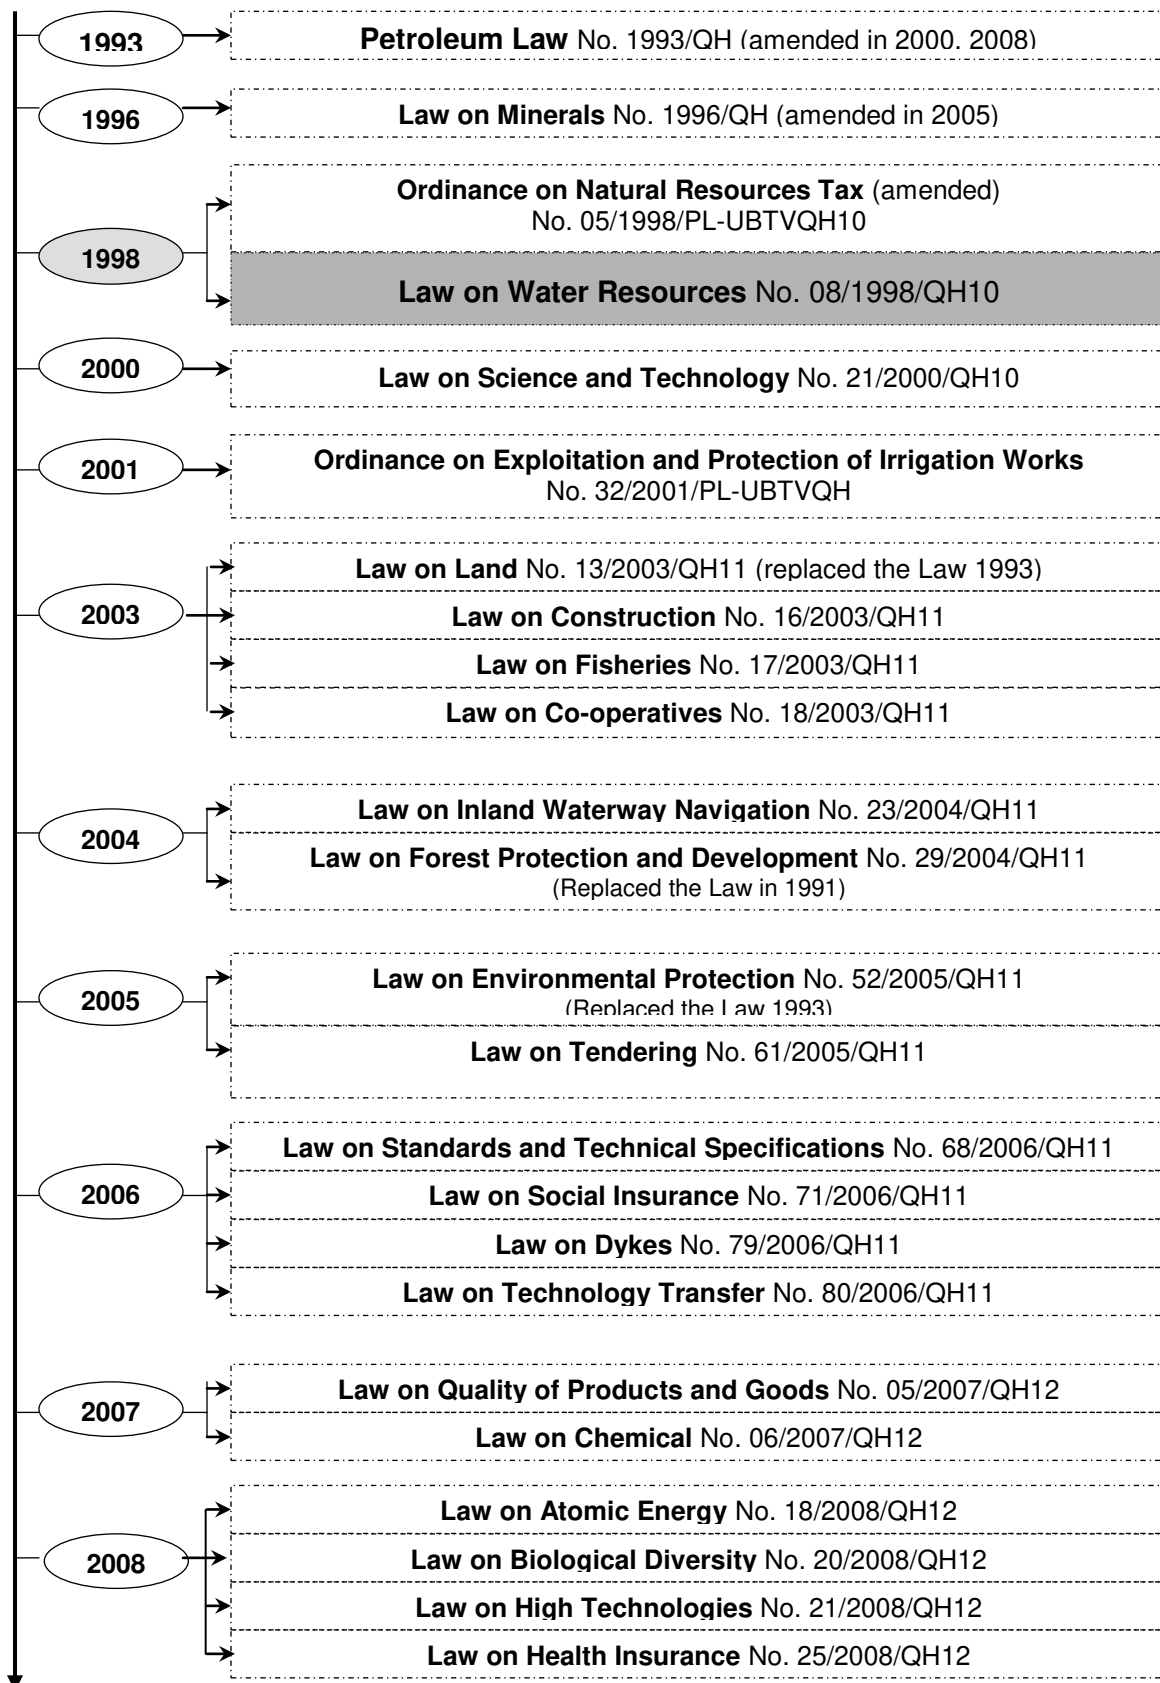 1993
Petroleum Law No. 1993/QH (amended in 2000, 2008)
1996
Law on Minerals No. 1996/QH (amended in 2005)
1998
Ordinance on Natural Resources Tax (amended)
No. 05/1998/PL-UBTVQH10
Law on Water Resources No. 08/1998/QH10
2000
Law on Science and Technology No. 21/2000/QH10
2001
Ordinance on Exploitation and Protection of Irrigation Works
No. 32/2001/PL-UBTVQH
2003
Law on Land No. 13/2003/QH11 (replaced the Law 1993)
Law on Construction No. 16/2003/QH11
Law on Fisheries No. 17/2003/QH11
Law on Co-operatives No. 18/2003/QH11
2004
Law on Inland Waterway Navigation No. 23/2004/QH11
Law on Forest Protection and Development No. 29/2004/QH11
(Replaced the Law in 1991)
2005
Law on Environmental Protection No. 52/2005/QH11
(Replaced the Law 1993)
Law on Tendering No. 61/2005/QH11
2006
Law on Standards and Technical Specifications No. 68/2006/QH11
Law on Social Insurance No. 71/2006/QH11
Law on Dykes No. 79/2006/QH11
Law on Technology Transfer No. 80/2006/QH11
2007
Law on Quality of Products and Goods No. 05/2007/QH12
Law on Chemical No. 06/2007/QH12
2008
Law on Atomic Energy No. 18/2008/QH12
Law on Biological Diversity No. 20/2008/QH12
Law on High Technologies No. 21/2008/QH12
Law on Health Insurance No. 25/2008/QH12